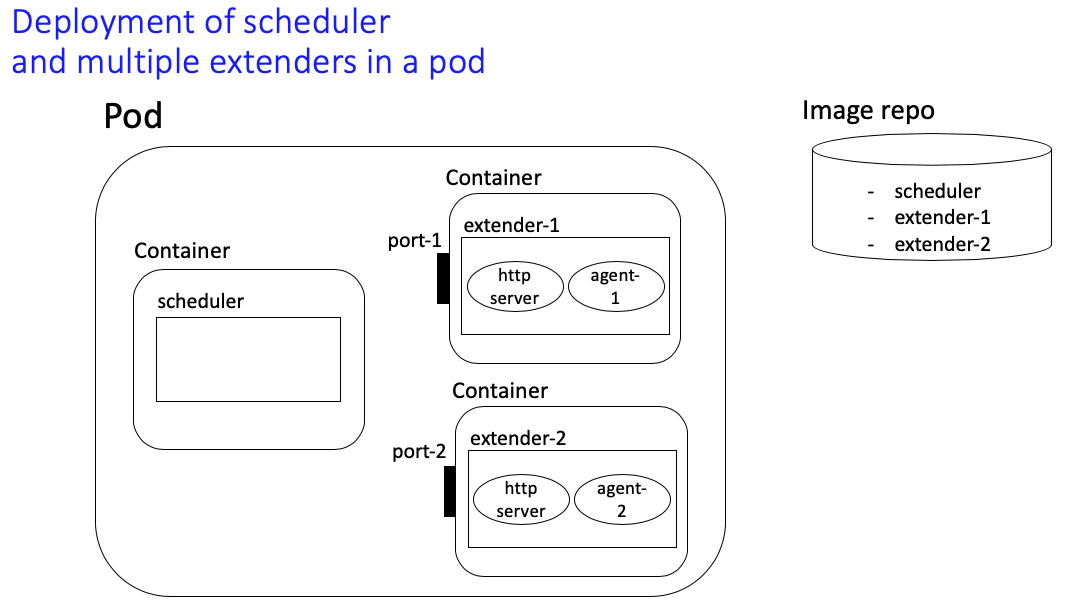 Deployment of scheduler
and multiple extenders in a pod
Pod
Image repo
- scheduler
- extender-1
- extender-2
Container
scheduler
Container
extender-1
port-1
http
server
agent-
1
Container
extender-2
port-2
http
server
agent-
2